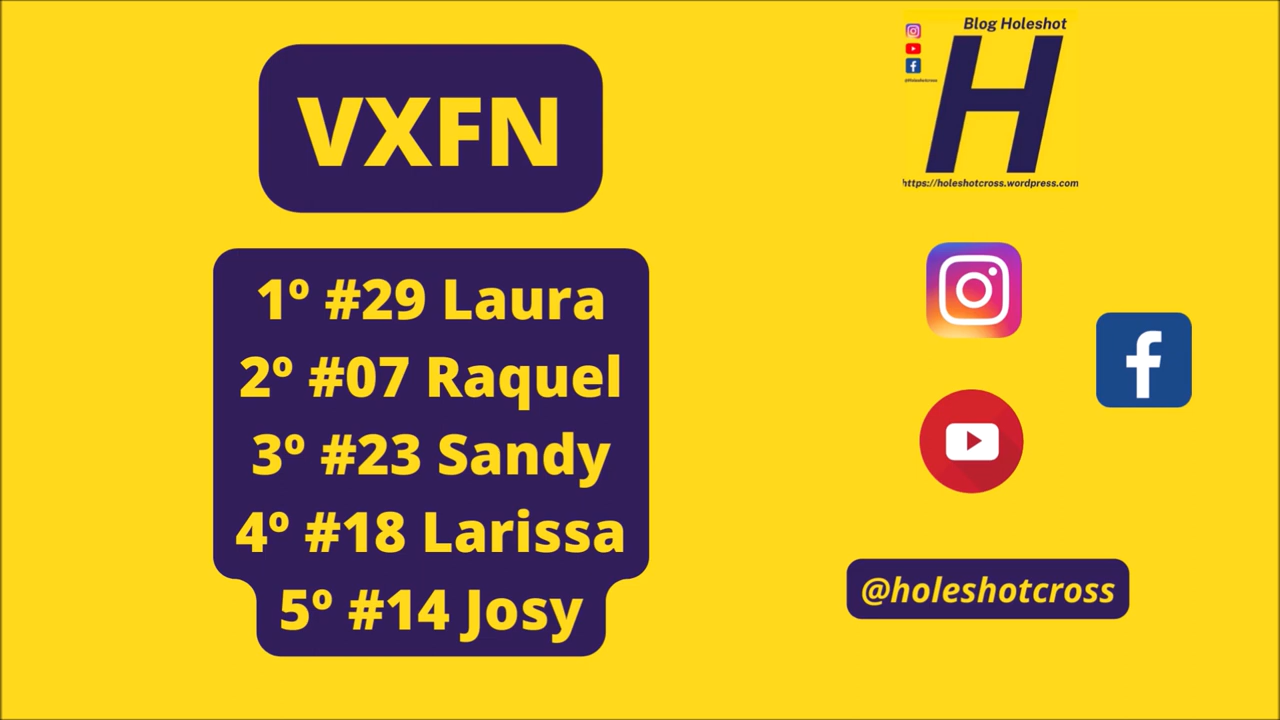 VXFN
1º #29 Laura
2º #07 Raquel
3º #23 Sandy
4º #18 Larissa
5º #14 Josy
Blog Holeshot
H
@holeshotcross
https://holeshotcross.wordpress.com
@holeshotcross